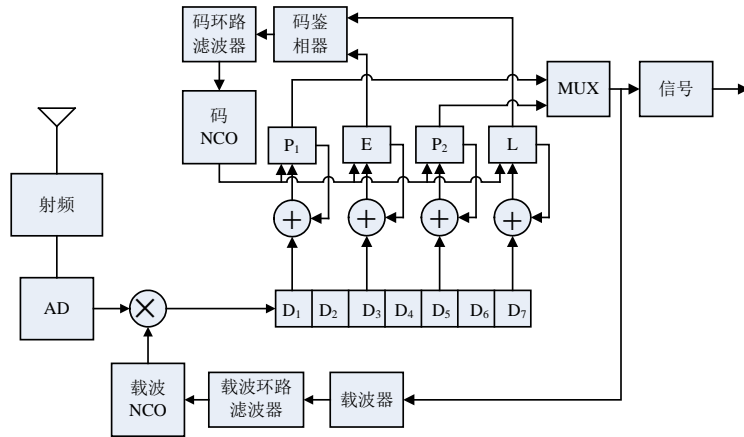 码环路
滤波器
码鉴
相器
码
NCO
P₁
E
P₂
L
MUX
信号
射频
AD
D₁ D₂ D₃ D₄ D₅ D₆ D₇
载波
NCO
载波环路
滤波器
载波器